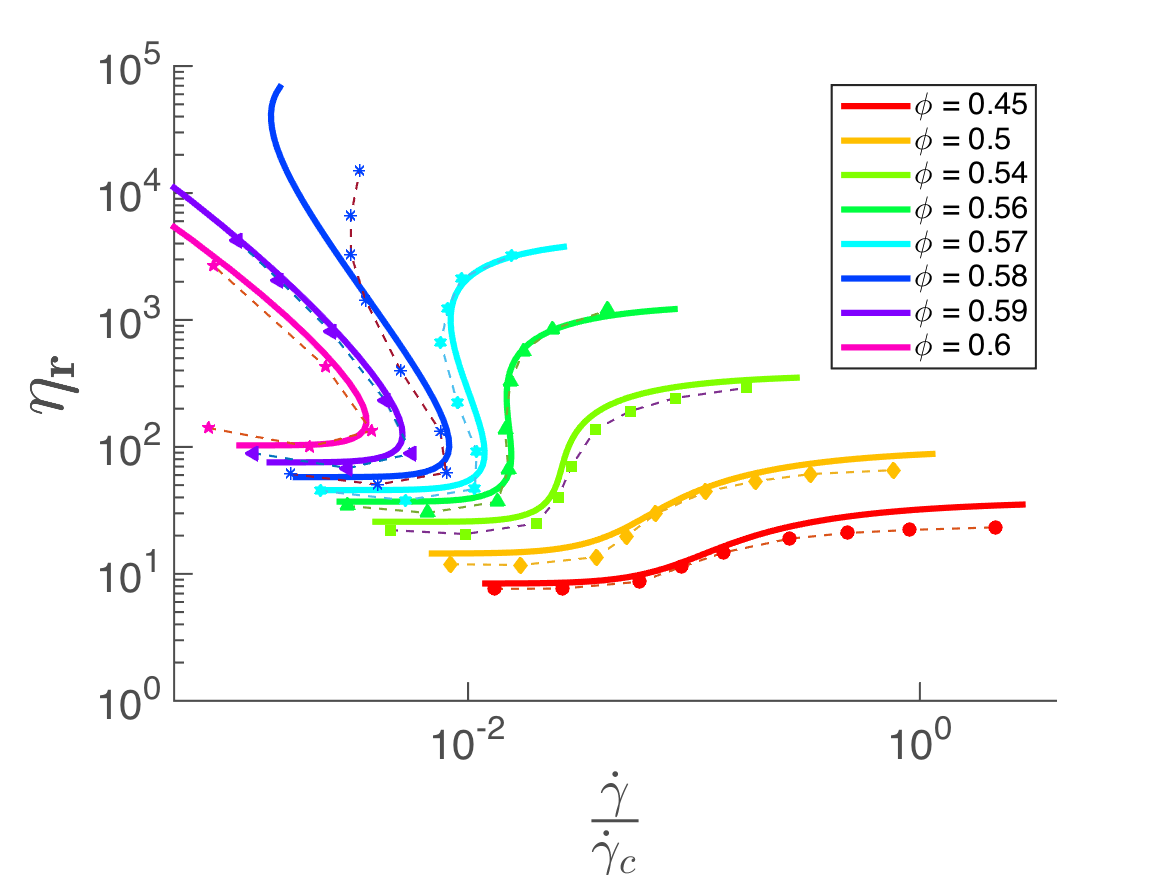 10^5
10^4
10^3
10^2
10^1
10^0
η_r
10^-2
10^0
γ̇
γ̇_c
ϕ = 0.45
ϕ = 0.5
ϕ = 0.54
ϕ = 0.56
ϕ = 0.57
ϕ = 0.58
ϕ = 0.59
ϕ = 0.6